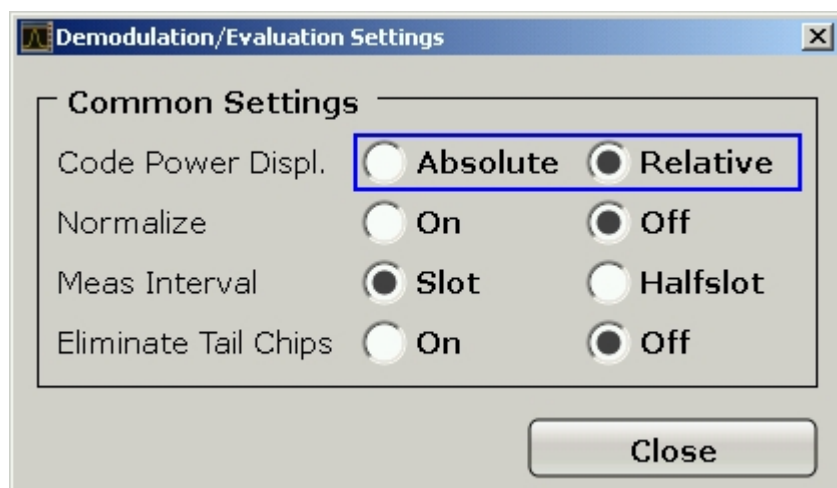 Demodulation/Evaluation Settings
Common Settings
Code Power Displ. Absolute Relative
Normalize On Off
Meas Interval Slot Halfslot
Eliminate Tail Chips On Off
Close